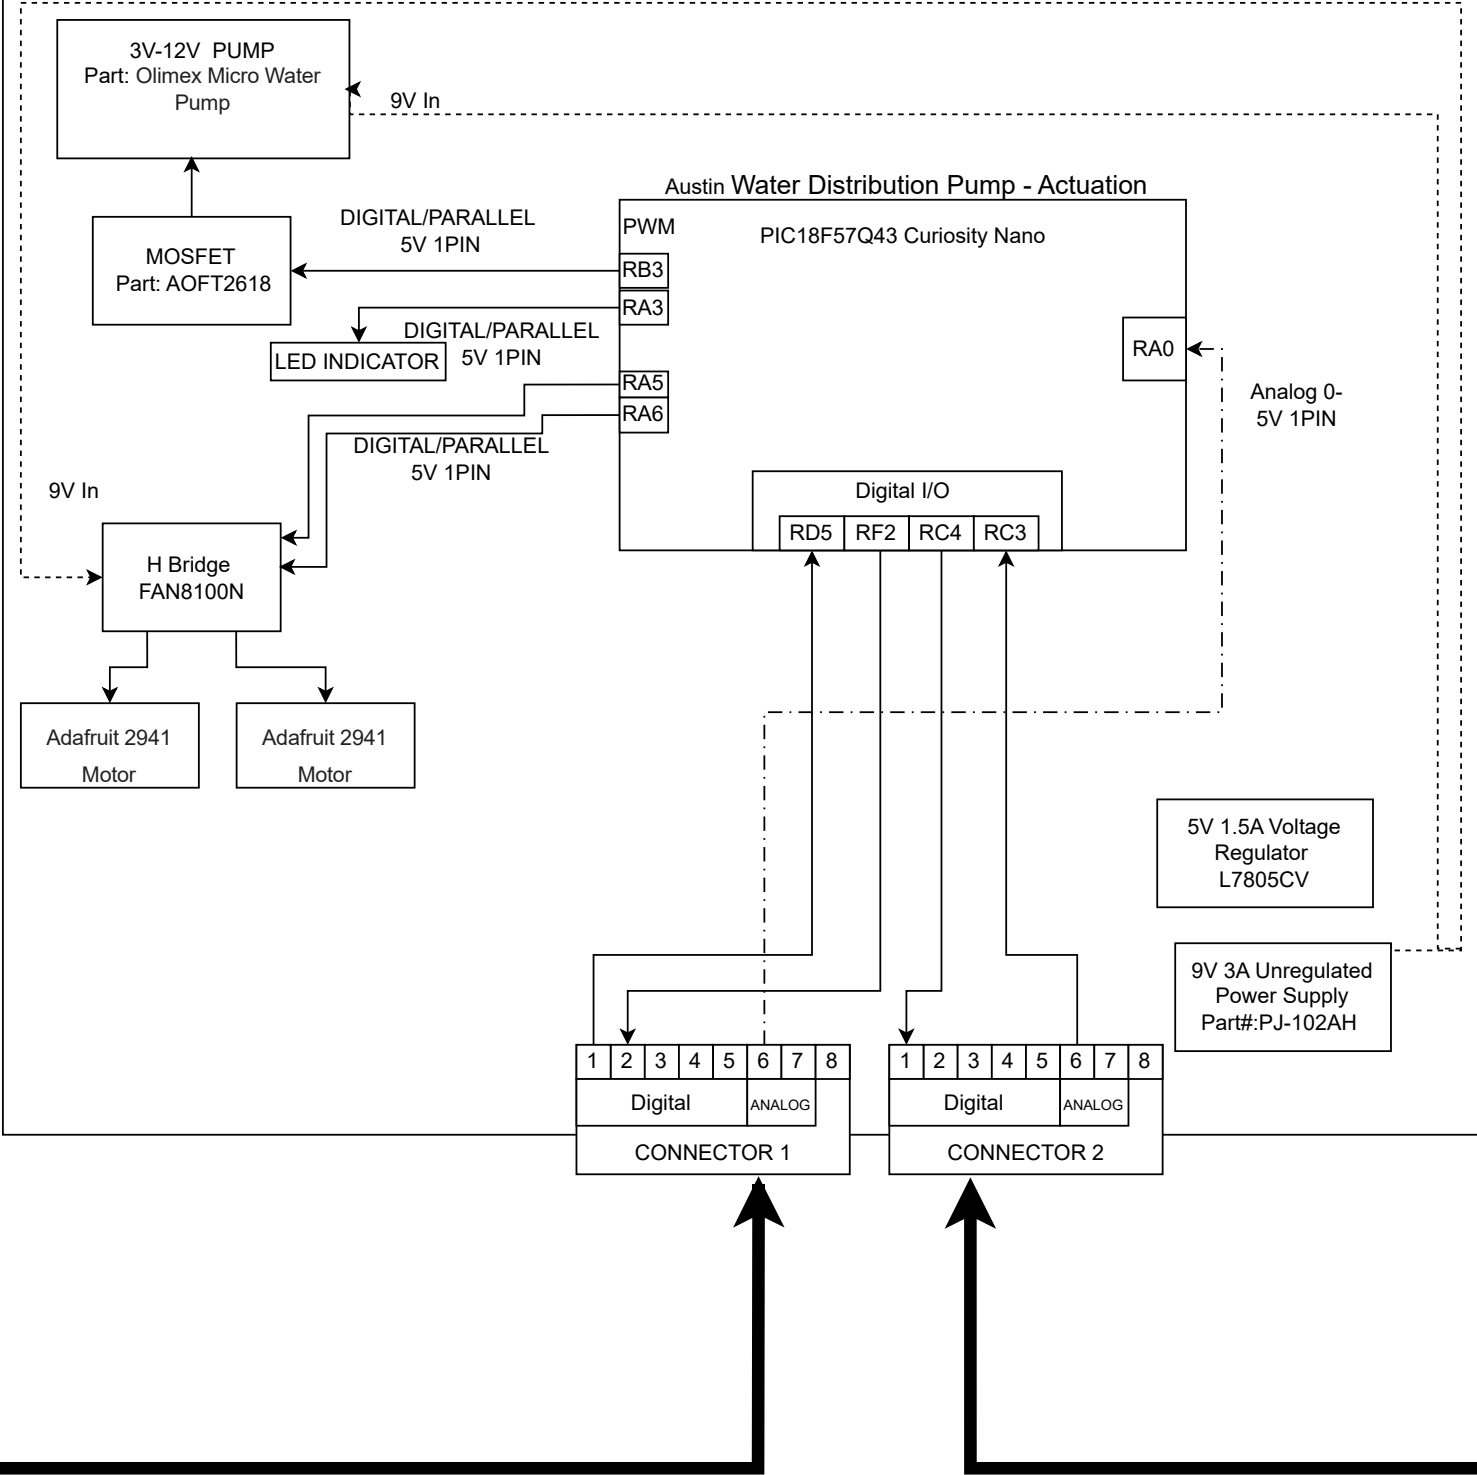 3V-12V PUMP
Part: Olimex Micro Water
Pump
9V In
Austin Water Distribution Pump - Actuation
MOSFET
Part: AOFT2618
DIGITAL/PARALLEL
5V 1PIN
PWM
PIC18F57Q43 Curiosity Nano
RB3
RA3
DIGITAL/PARALLEL
5V 1PIN
LED INDICATOR
RA0
RA5
RA6
Analog 0-
5V 1PIN
DIGITAL/PARALLEL
5V 1PIN
9V In
Digital I/O
RD5 RF2 RC4 RC3
H Bridge
FAN8100N
Adafruit 2941
Motor
Adafruit 2941
Motor
5V 1.5A Voltage
Regulator
L7805CV
9V 3A Unregulated
Power Supply
Part#:PJ-102AH
1 2 3 4 5 6 7 8
Digital ANALOG
CONNECTOR 1
1 2 3 4 5 6 7 8
Digital ANALOG
CONNECTOR 2